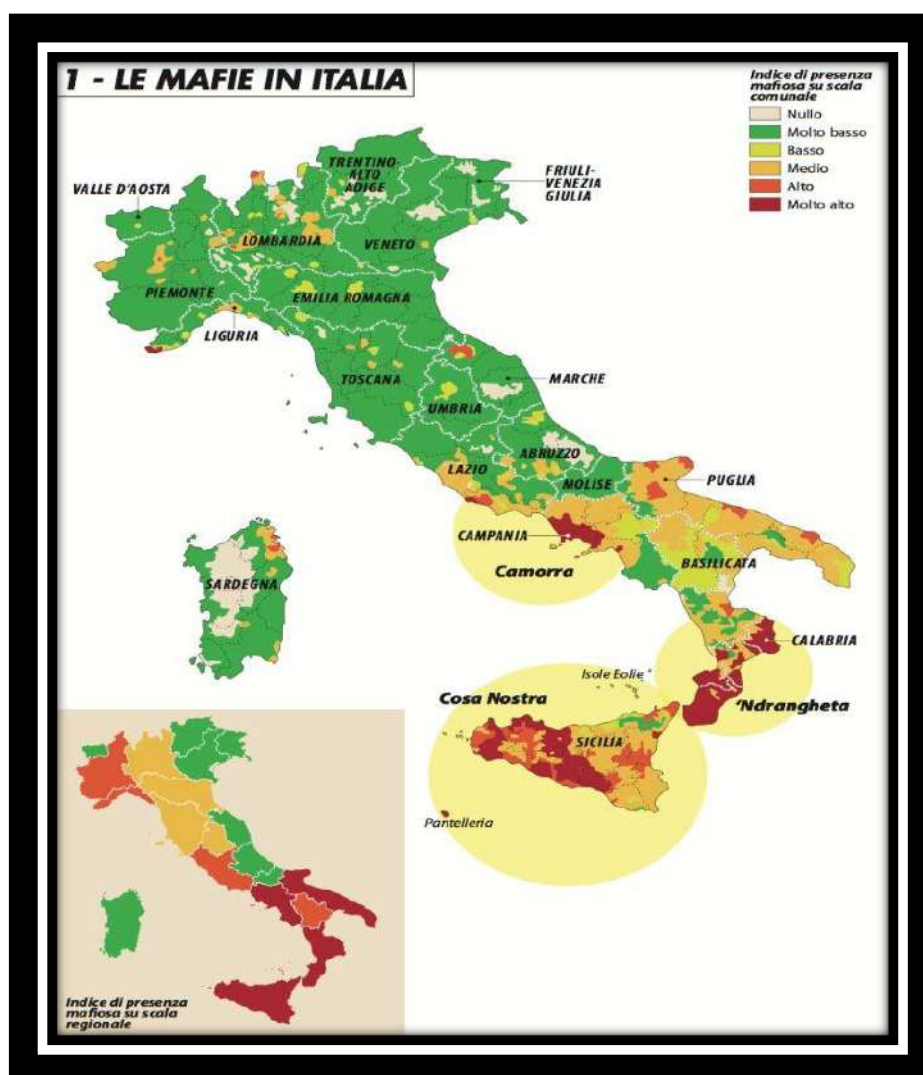 1 - LE MAFIE IN ITALIA
Indice di presenza
mafiosa su scala
comunale
Nullo
Molto basso
Basso
Medio
Alto
Molto alto
TRENTINO-
ALTO
ADIGE
FRIULI-
VENEZIA
GIULIA
VALLE D'AOSTA
LOMBARDIA
VENETO
PIEMONTE
EMILIA ROMAGNA
LIGURIA
TOSCANA
MARCHE
UMBRIA
ABRUZZO
LAZIO
MOLISE
PUGLIA
CAMPANIA
BASILICATA
Camorra
SARDEGNA
CALABRIA
Isole Eolie
Cosa Nostra
'Ndrangheta
SICILIA
Pantelleria
Indice di presenza
mafiosa su scala
regionale